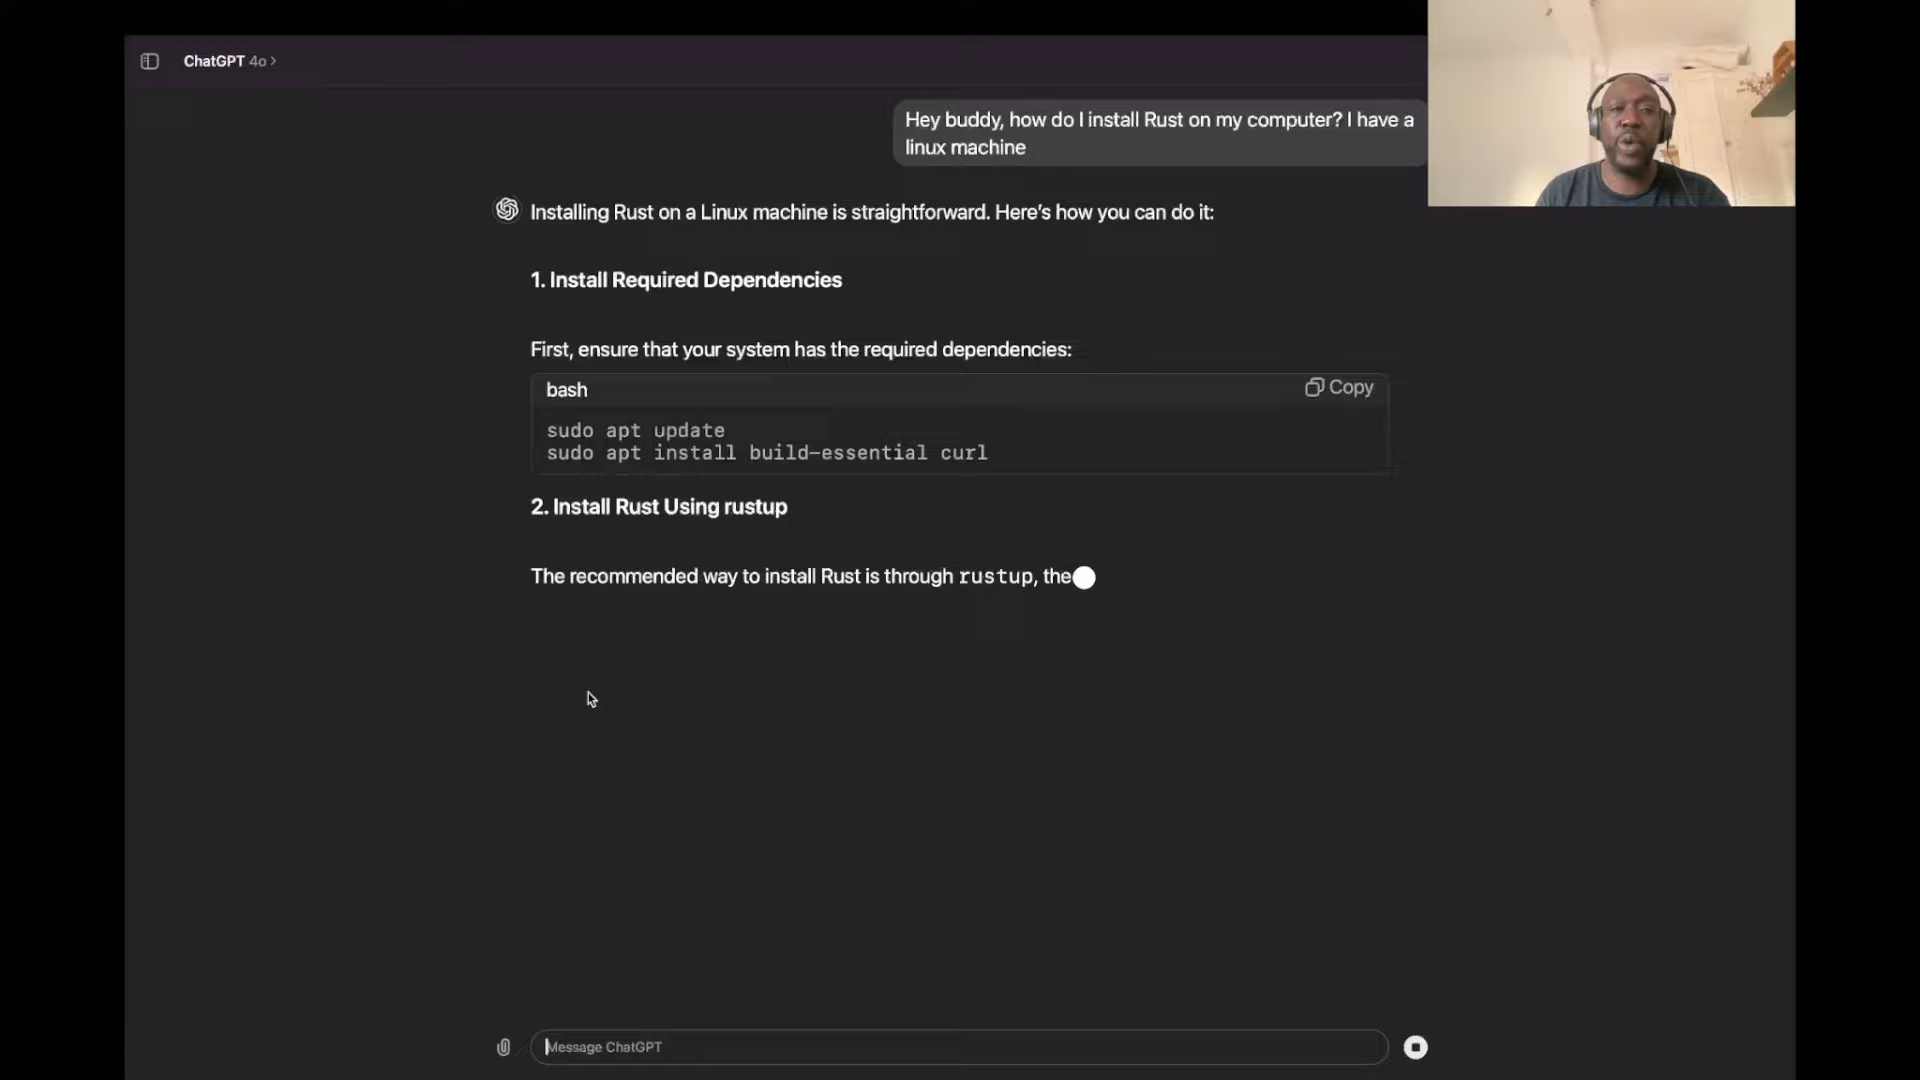 ChatGPT 4o >
Hey buddy, how do I install Rust on my computer? I have a
linux machine
Installing Rust on a Linux machine is straightforward. Here’s how you can do it:
1. Install Required Dependencies
First, ensure that your system has the required dependencies:
bash
Copy
sudo apt update
sudo apt install build-essential curl
2. Install Rust Using rustup
The recommended way to install Rust is through rustup, the
Message ChatGPT